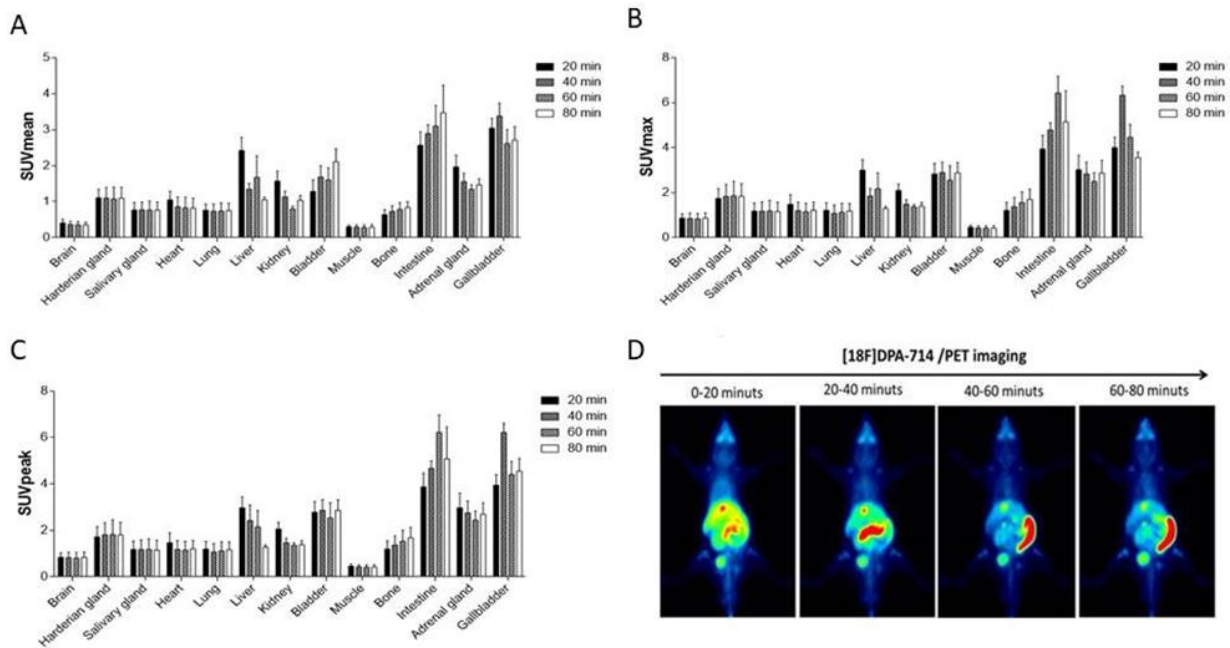 A
SUVmean
5
4
3
2
1
0
20 min
40 min
60 min
80 min
Brain
Harderian gland
Salivary gland
Heart
Lung
Liver
Kidney
Bladder
Muscle
Bone
Intestine
Adrenal gland
Gallbladder
B
SUVmax
8
6
4
2
0
20 min
40 min
60 min
80 min
Brain
Harderian gland
Salivary gland
Heart
Lung
Liver
Kidney
Bladder
Muscle
Bone
Intestine
Adrenal gland
Gallbladder
C
SUVpeak
8
6
4
2
0
20 min
40 min
60 min
80 min
Brain
Harderian gland
Salivary gland
Heart
Lung
Liver
Kidney
Bladder
Muscle
Bone
Intestine
Adrenal gland
Gallbladder
D
[18F]DPA-714 /PET imaging
0-20 minuts
20-40 minuts
40-60 minuts
60-80 minuts